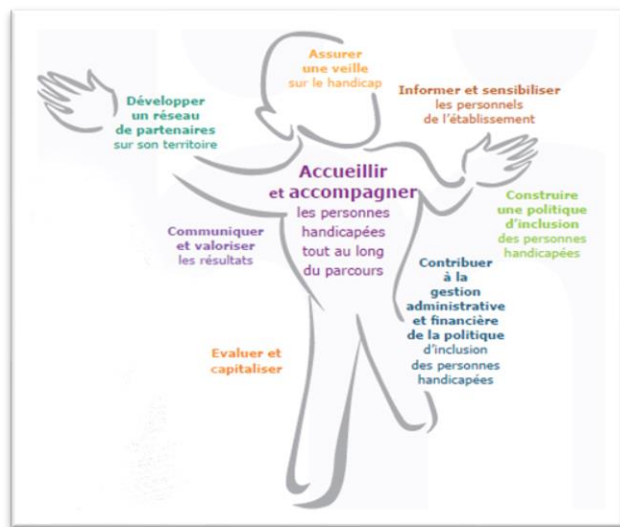 Assurer
une veille
sur le handicap
Informer et sensibiliser
les personnels
de l'établissement
Développer
un réseau
de partenaires
sur son territoire
Accueillir
et accompagner
les personnes
handicapées
tout au long
du parcours
Construire
une politique
d'inclusion
des personnes
handicapées
Communiquer
et valoriser
les résultats
Contribuer
à la
gestion
administrative
et financière
de la politique
d'inclusion
des personnes
handicapées
Evaluer et
capitaliser